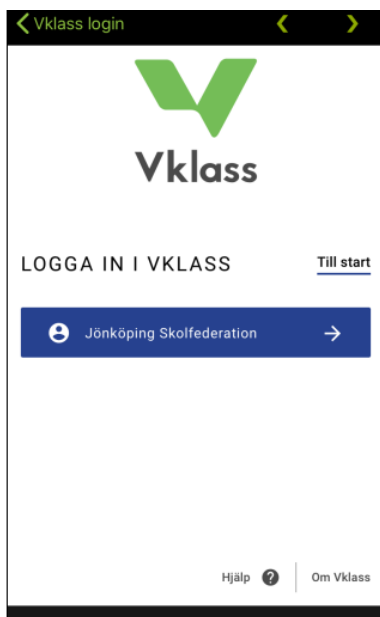 Vklass login
Vklass
LOGGA IN I VKLASS
Till start
Jönköping Skolfederation
Hjälp
Om Vklass